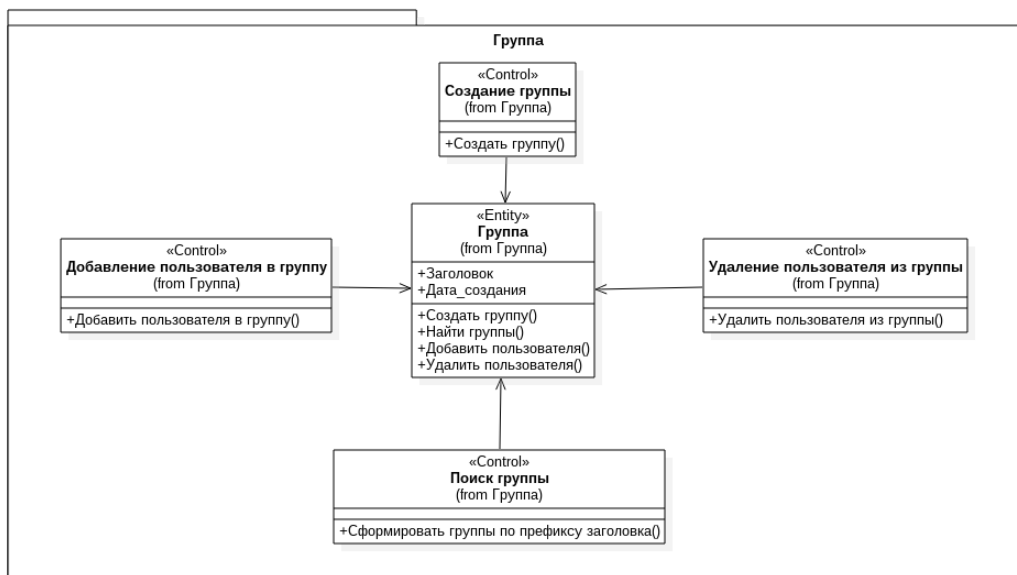 Группа
«Control»
Создание группы
(from Группа)
+Создать группу()
«Entity»
Группа
(from Группа)
+Заголовок
+Дата_создания
+Создать группу()
+Найти группы()
+Добавить пользователя()
+Удалить пользователя()
«Control»
Добавление пользователя в группу
(from Группа)
+Добавить пользователя в группу()
«Control»
Удаление пользователя из группы
(from Группа)
+Удалить пользователя из группы()
«Control»
Поиск группы
(from Группа)
+Сформировать группы по префиксу заголовка()